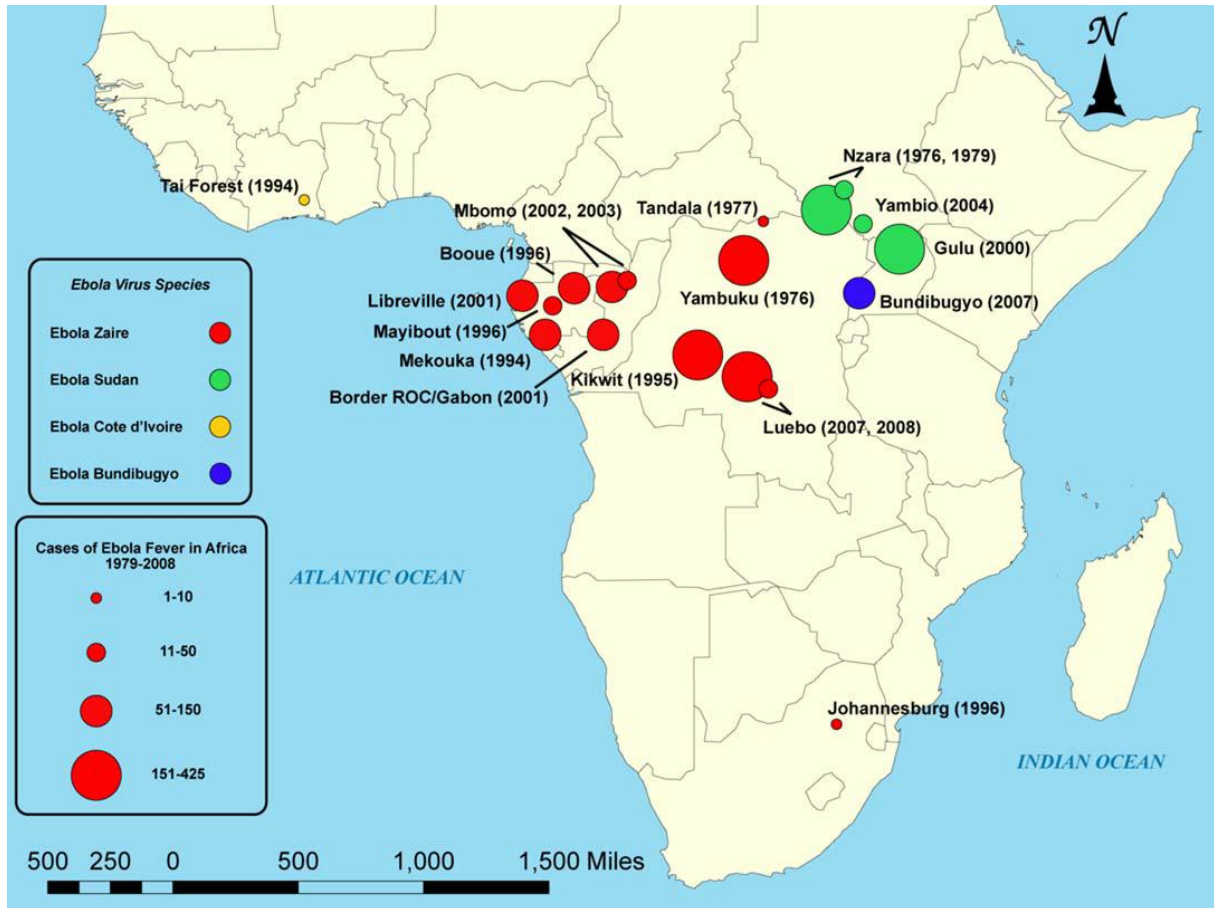 N
Nzara (1976, 1979)
Tai Forest (1994)
Tandala (1977)
Yambio (2004)
Mbomo (2002, 2003)
Gulu (2000)
Booue (1996)
Yambuku (1976)
Bundibugyo (2007)
Libreville (2001)
Mayibout (1996)
Mekouka (1994)
Kikwit (1995)
Border ROC/Gabon (2001)
Luebo (2007, 2008)
Ebola Virus Species
Ebola Zaire
Ebola Sudan
Ebola Cote d'Ivoire
Ebola Bundibugyo
Cases of Ebola Fever in Africa
1979-2008
1-10
11-50
51-150
151-425
ATLANTIC OCEAN
Johannesburg (1996)
INDIAN OCEAN
500 250 0 500 1,000 1,500 Miles